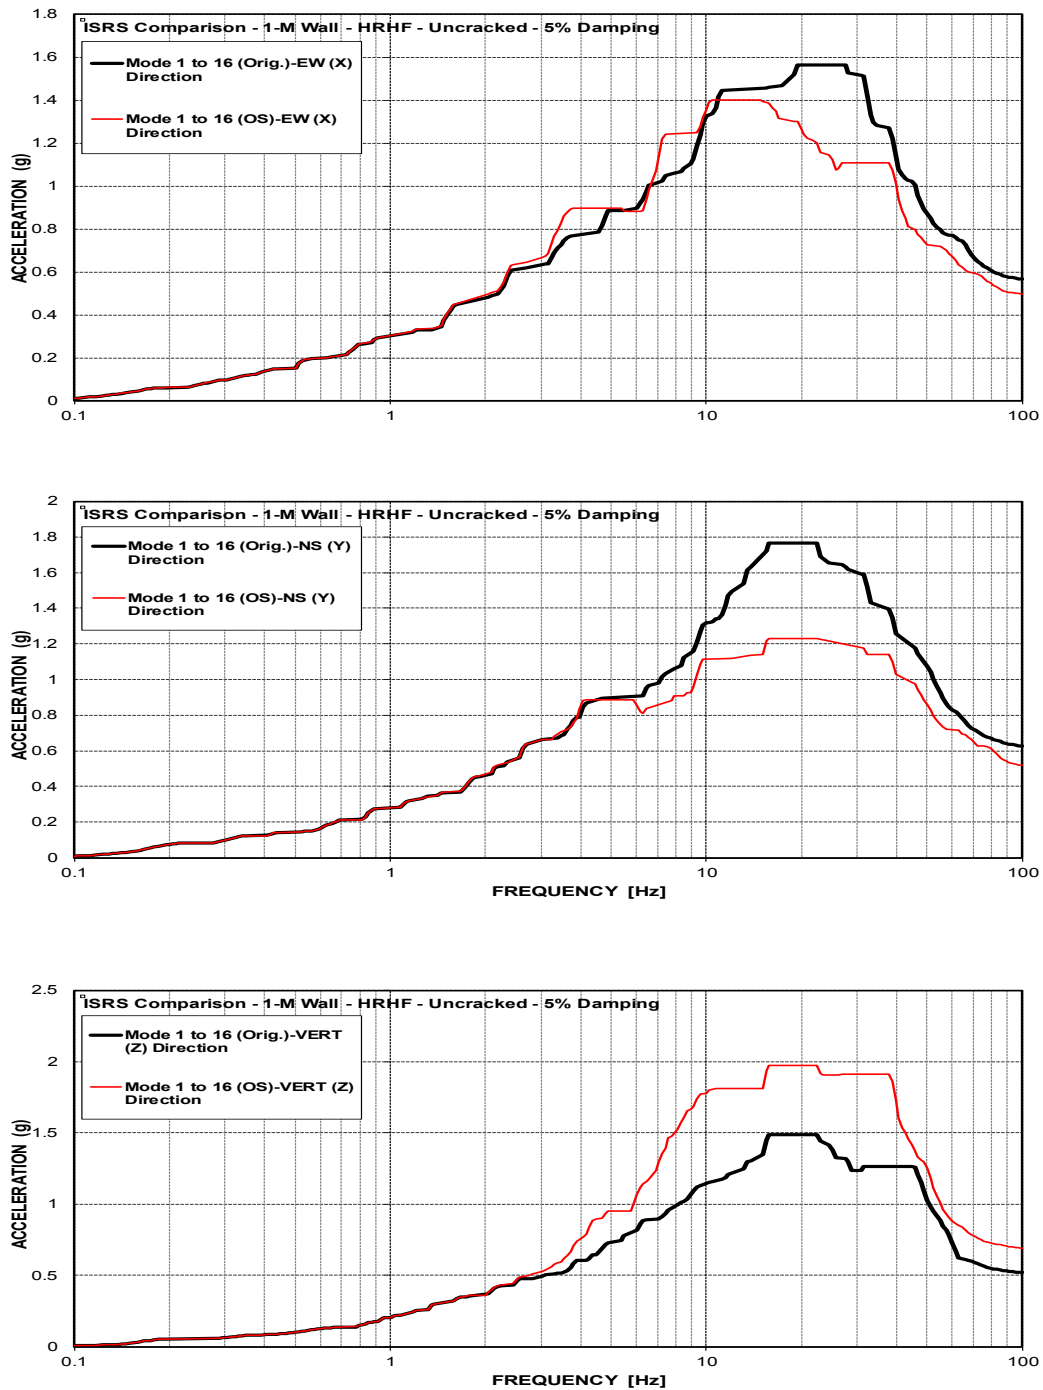 ISRS Comparison - 1-M Wall - HRHF - Uncracked - 5% Damping
Mode 1 to 16 (Orig.)-EW (X)
Direction
Mode 1 to 16 (OS)-EW (X)
Direction
ACCELERATION (g)
1.8
1.6
1.4
1.2
1
0.8
0.6
0.4
0.2
0
0.1
1
10
100
ISRS Comparison - 1-M Wall - HRHF - Uncracked - 5% Damping
Mode 1 to 16 (Orig.)-NS (Y)
Direction
Mode 1 to 16 (OS)-NS (Y)
Direction
ACCELERATION (g)
2
1.8
1.6
1.4
1.2
1
0.8
0.6
0.4
0.2
0
0.1
1
10
100
FREQUENCY [Hz]
ISRS Comparison - 1-M Wall - HRHF - Uncracked - 5% Damping
Mode 1 to 16 (Orig.)-VERT
(Z) Direction
Mode 1 to 16 (OS)-VERT (Z)
Direction
ACCELERATION (g)
2.5
2
1.5
1
0.5
0
0.1
1
10
100
FREQUENCY [Hz]